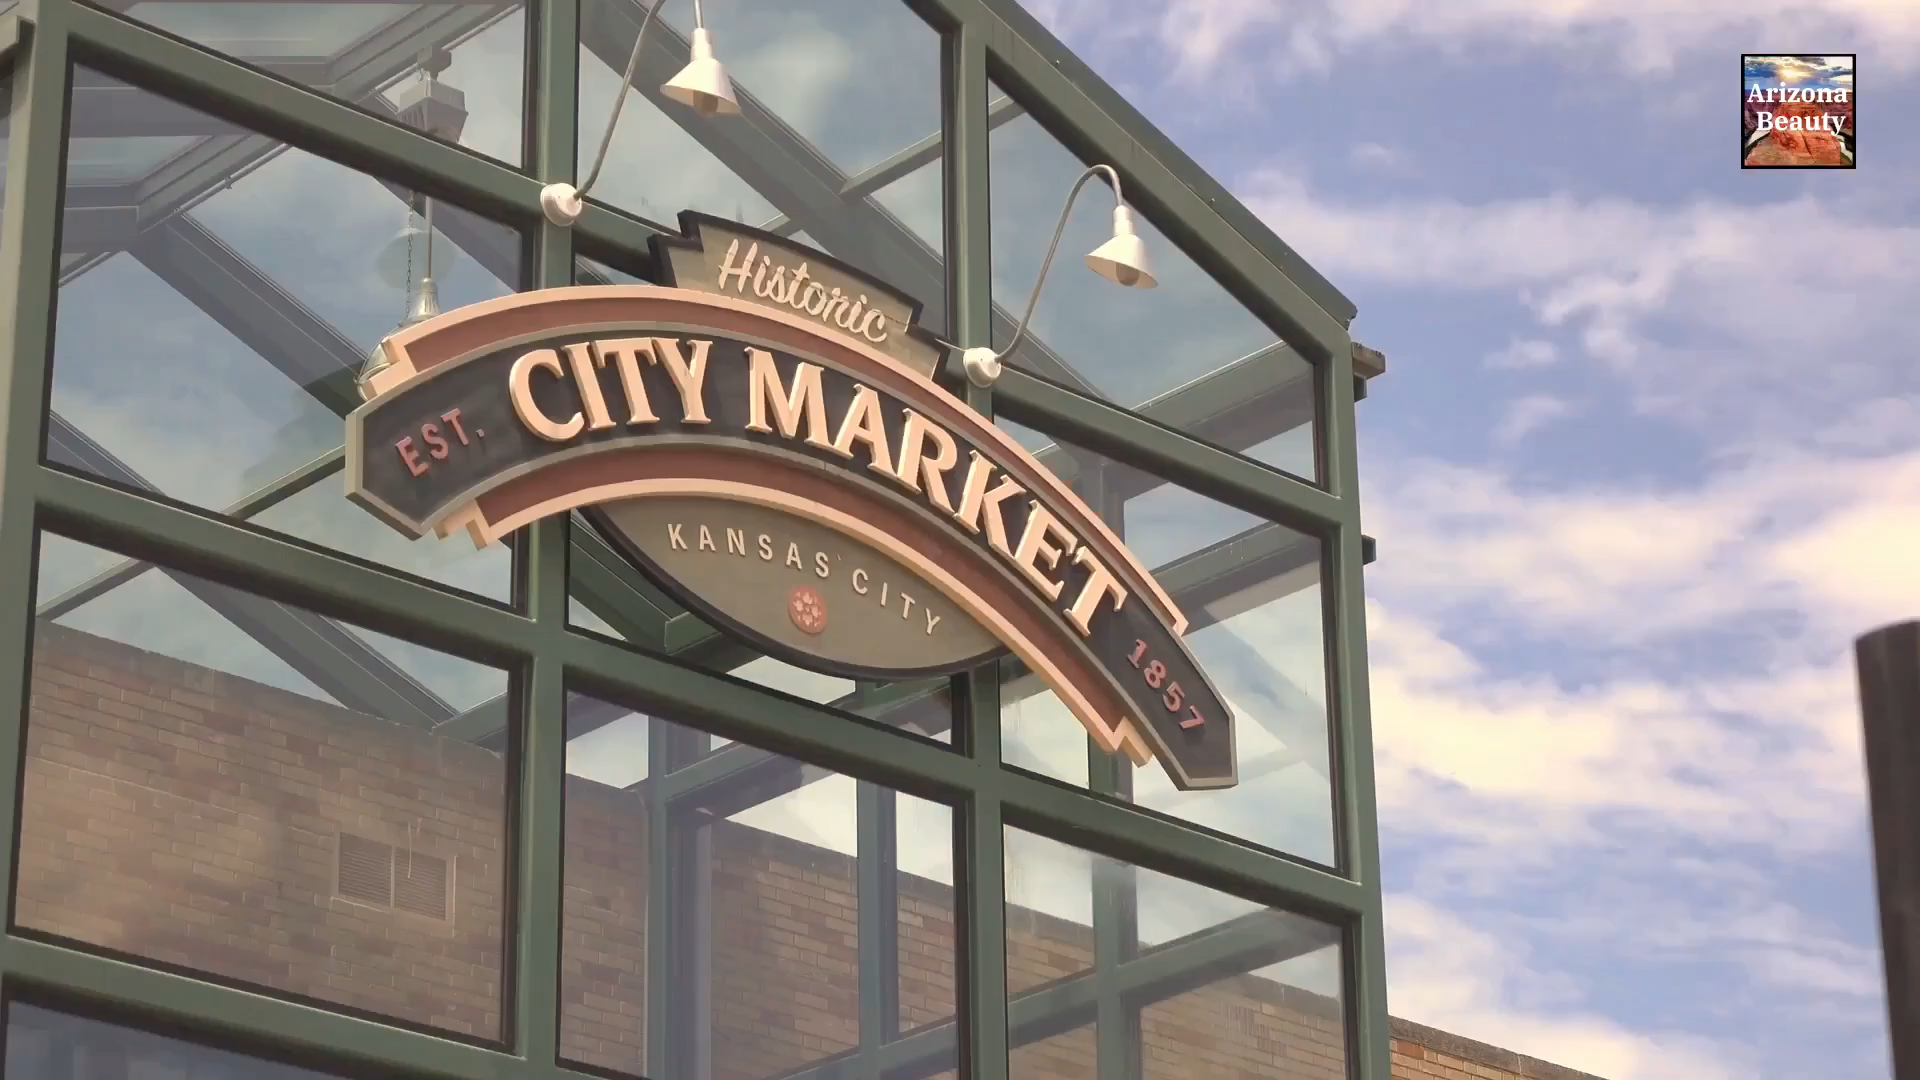 Arizona
Beauty
Historic
CITY MARKET
EST. 1857
KANSAS CITY